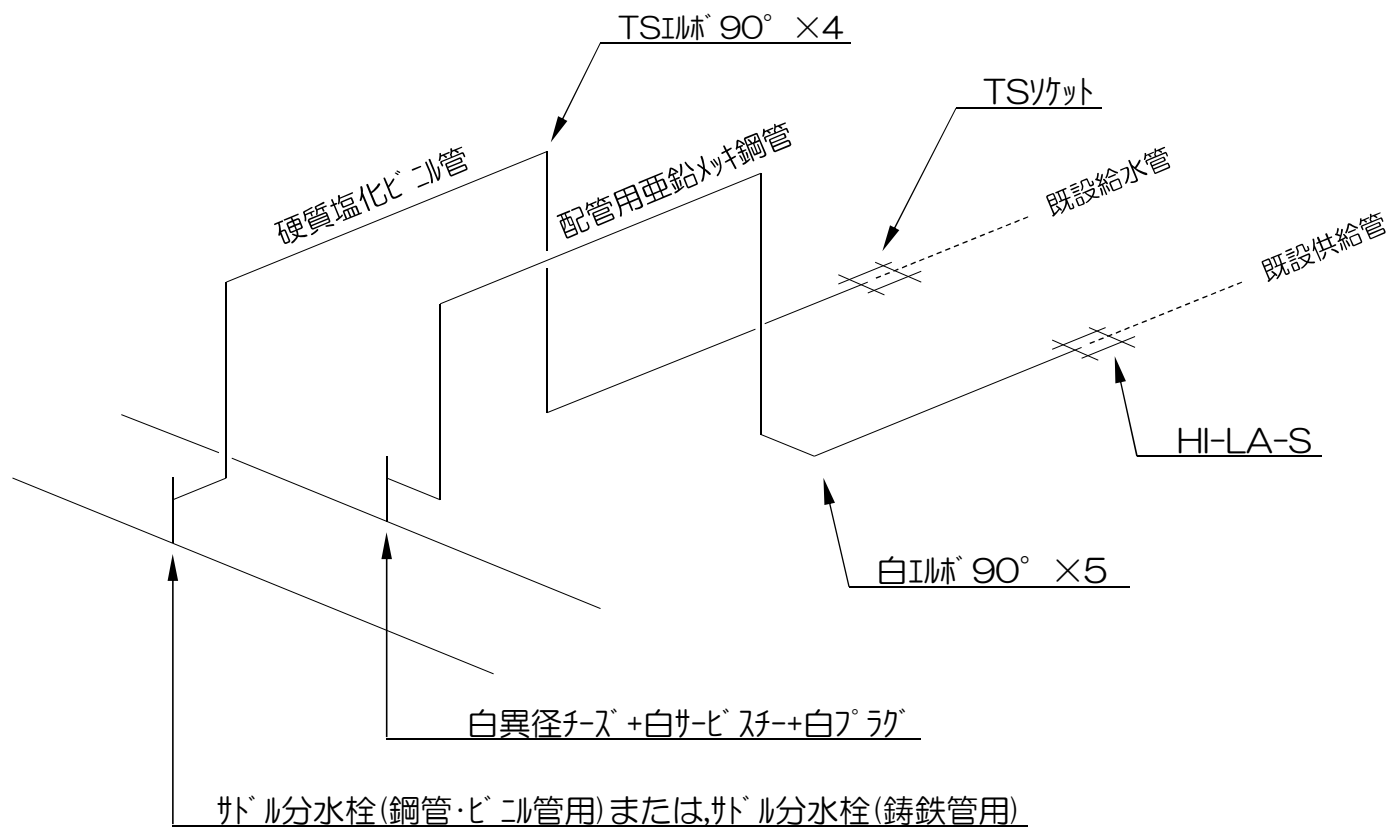 TSｴﾙﾎﾞ90° ×4
TSｿｹｯﾄ
硬質塩化ﾋﾞﾆﾙ管
配管用亜鉛ﾒｯｷ鋼管
既設給水管
既設供給管
HI-LA-S
白ｴﾙﾎﾞ90° ×5
白異径ﾁｰｽﾞ+白ｻｰﾋﾞｽﾁｰ+白ﾌﾟﾗｸﾞ
ｻﾄﾞﾙ分水栓(鋼管･ﾋﾞﾆﾙ管用)または,ｻﾄﾞﾙ分水栓(鋳鉄管用)